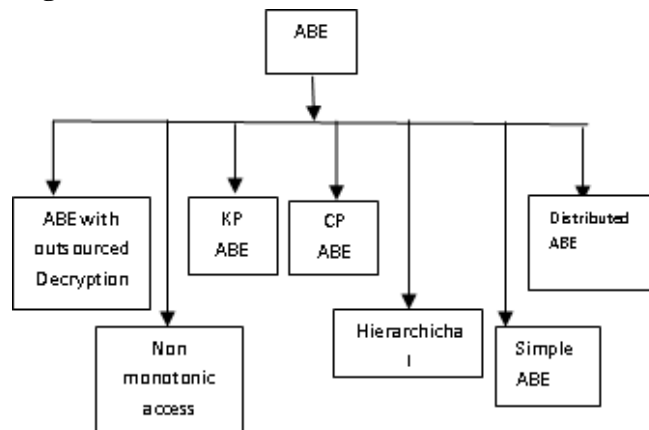 ABE
ABE with
outsourced
Decryption
KP
ABE
CP
ABE
Distributed
ABE
Non
monotonic
access
Hierarchicha
l
Simple
ABE